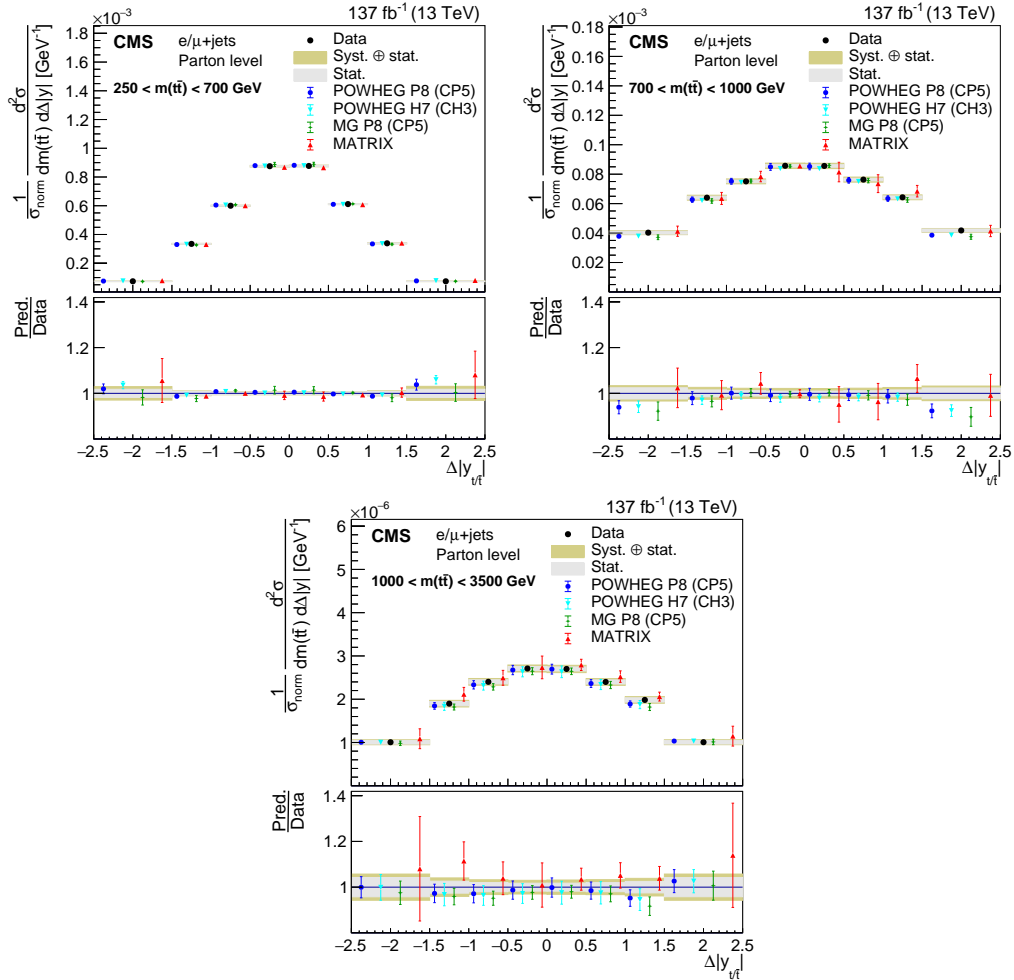 137 fb⁻¹ (13 TeV)
×10⁻³
CMS e/μ+jets
Parton level
250 < m(tt̄) < 700 GeV
Data
Syst. ⊕ stat.
Stat.
POWHEG P8 (CP5)
POWHEG H7 (CH3)
MG P8 (CP5)
MATRIX
1/σnorm d²σ/dm(tt̄) dΔ|y| [GeV⁻¹]
1.8
1.6
1.4
1.2
1
0.8
0.6
0.4
0.2
Pred.
Data
1.4
1.2
1
0.8
−2.5 −2 −1.5 −1 −0.5 0 0.5 1 1.5 2 2.5
Δ|y_t/t̄|
137 fb⁻¹ (13 TeV)
×10⁻³
CMS e/μ+jets
Parton level
700 < m(tt̄) < 1000 GeV
Data
Syst. ⊕ stat.
Stat.
POWHEG P8 (CP5)
POWHEG H7 (CH3)
MG P8 (CP5)
MATRIX
1/σnorm d²σ/dm(tt̄) dΔ|y| [GeV⁻¹]
0.18
0.16
0.14
0.12
0.1
0.08
0.06
0.04
0.02
Pred.
Data
1.4
1.2
1
0.8
−2.5 −2 −1.5 −1 −0.5 0 0.5 1 1.5 2 2.5
Δ|y_t/t̄|
137 fb⁻¹ (13 TeV)
×10⁻⁶
CMS e/μ+jets
Parton level
1000 < m(tt̄) < 3500 GeV
Data
Syst. ⊕ stat.
Stat.
POWHEG P8 (CP5)
POWHEG H7 (CH3)
MG P8 (CP5)
MATRIX
1/σnorm d²σ/dm(tt̄) dΔ|y| [GeV⁻¹]
6
5
4
3
2
1
Pred.
Data
1.4
1.2
1
0.8
−2.5 −2 −1.5 −1 −0.5 0 0.5 1 1.5 2 2.5
Δ|y_t/t̄|